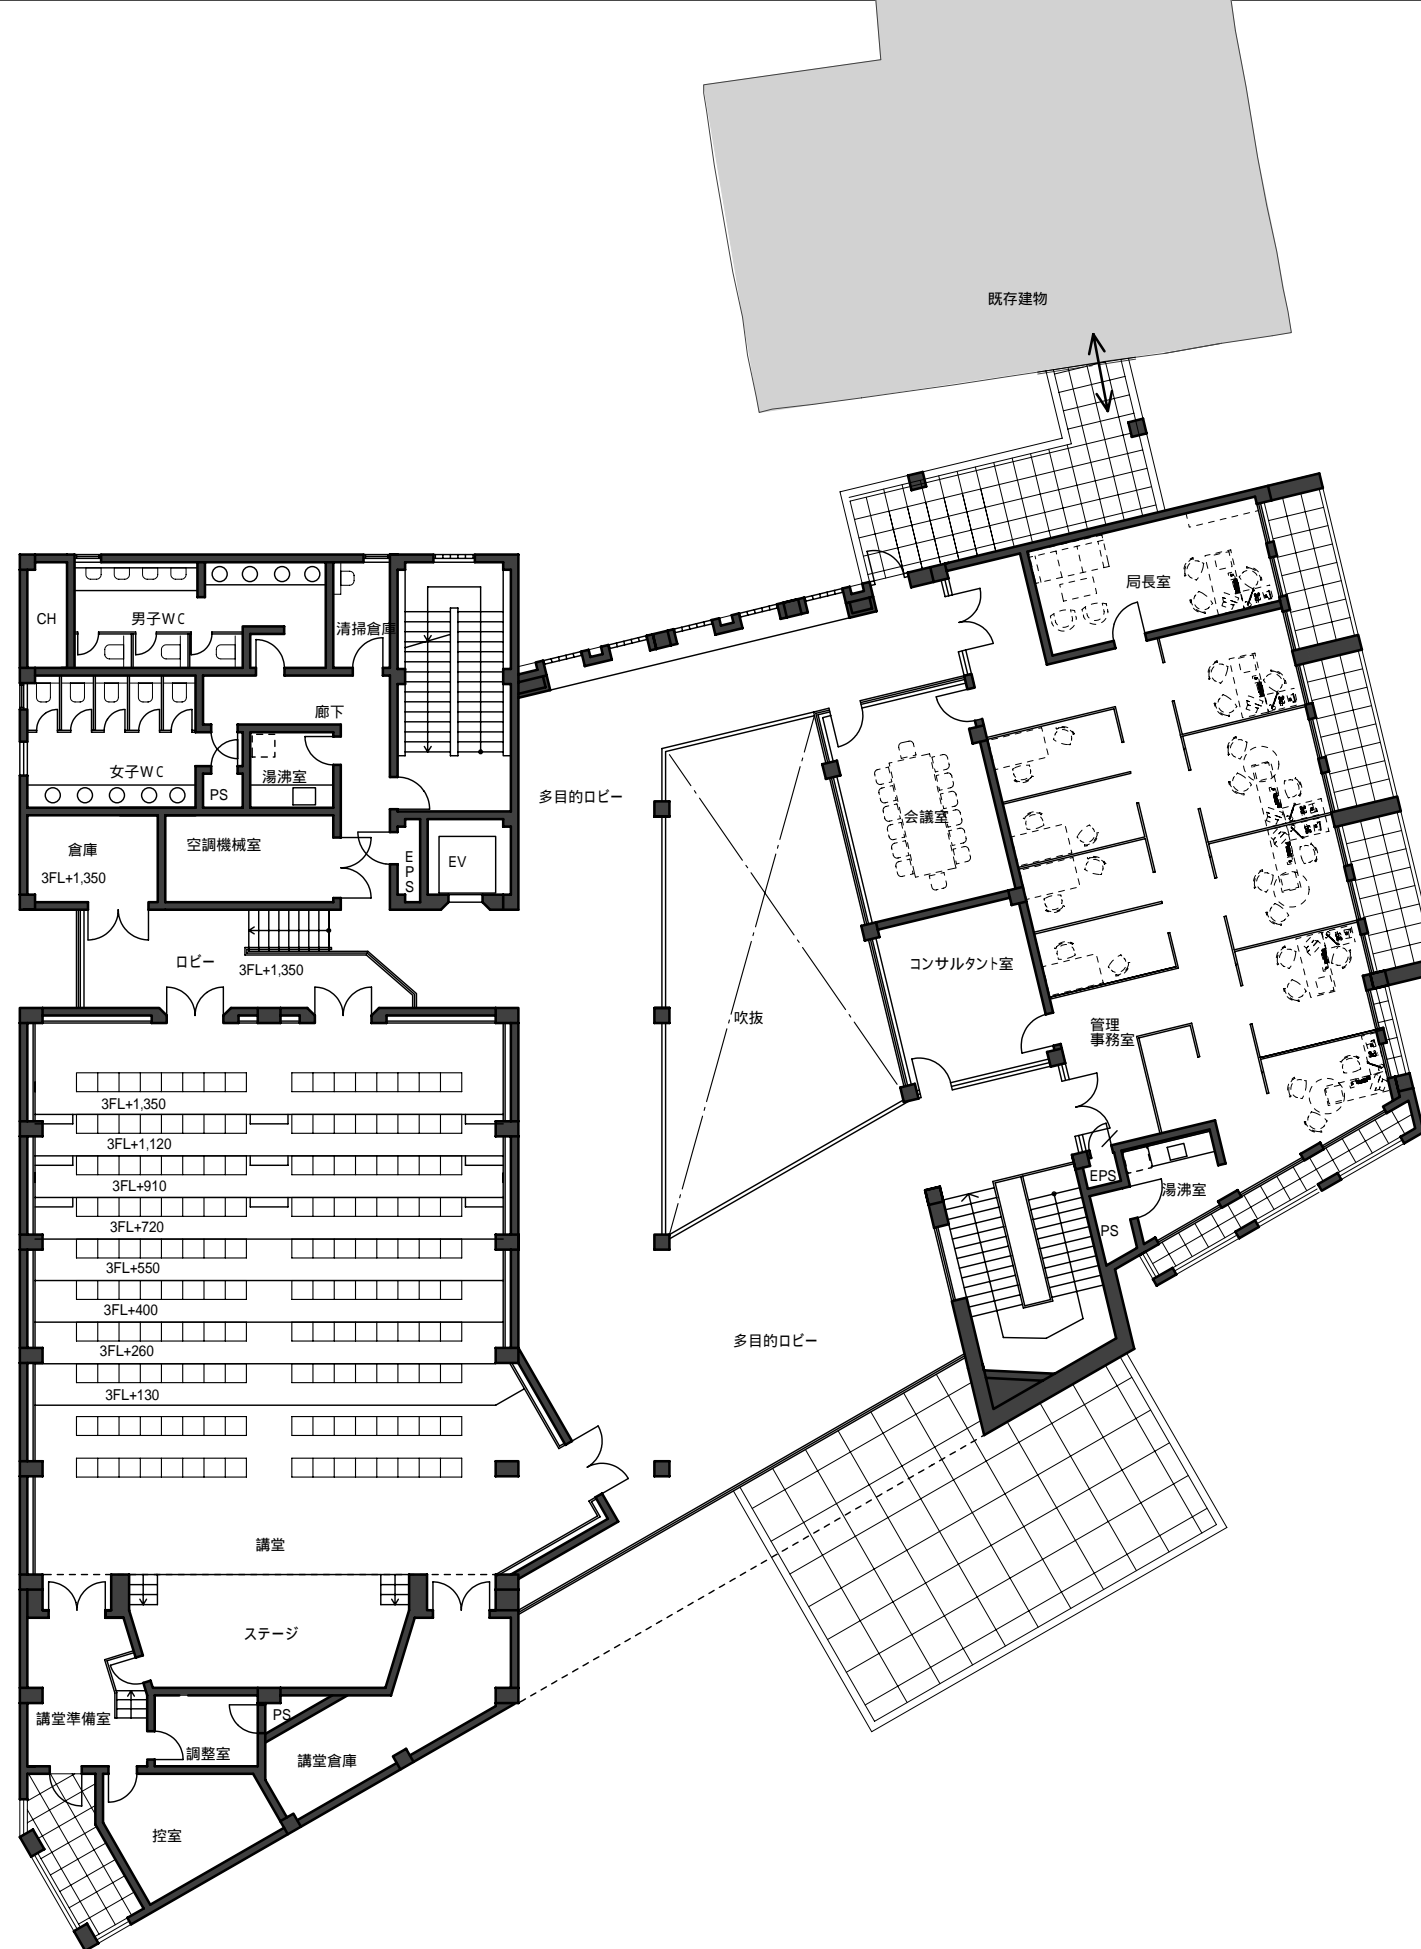 既存建物
局長室
CH
男子WC
清掃倉庫
廊下
女子WC
湯沸室
PS
多目的ロビー
会議室
倉庫
3FL+1,350
空調機械室
EPS
EV
ロビー
3FL+1,350
コンサルタント室
吹抜
管理
事務室
3FL+1,350
3FL+1,120
3FL+910
3FL+720
3FL+550
3FL+400
3FL+260
3FL+130
EPS
湯沸室
PS
多目的ロビー
講堂
ステージ
講堂準備室
PS
調整室
講堂倉庫
控室